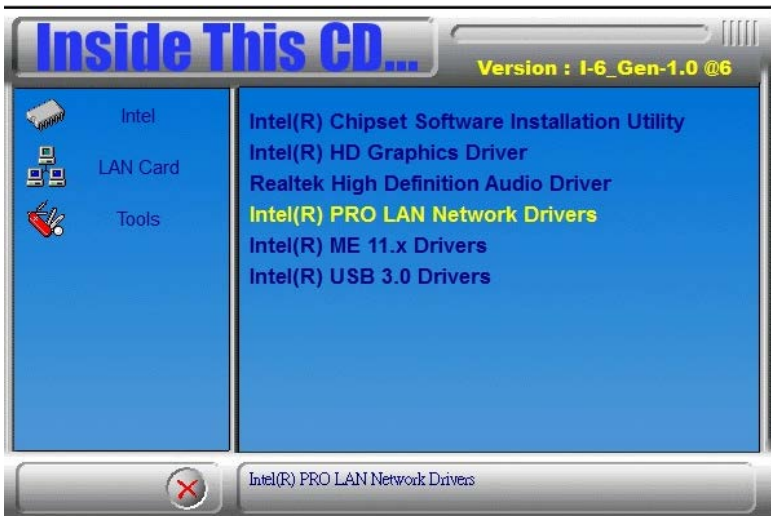 Inside This CD...
Version : I-6_Gen-1.0 @6
Intel
LAN Card
Tools
Intel(R) Chipset Software Installation Utility
Intel(R) HD Graphics Driver
Realtek High Definition Audio Driver
Intel(R) PRO LAN Network Drivers
Intel(R) ME 11.x Drivers
Intel(R) USB 3.0 Drivers
Intel(R) PRO LAN Network Drivers